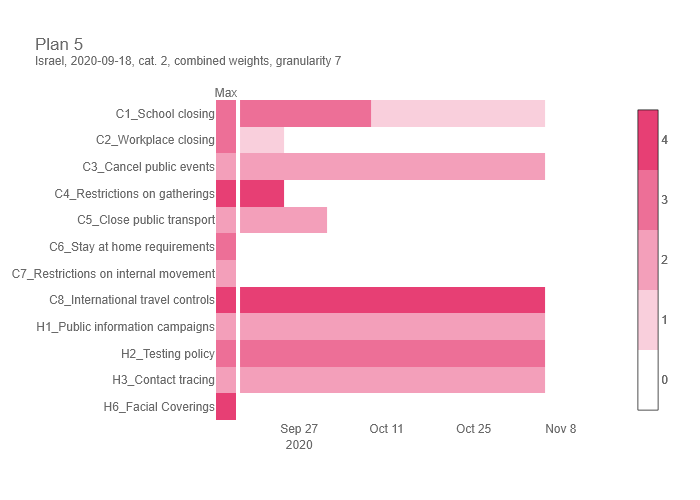 Plan 5
Israel, 2020-09-18, cat. 2, combined weights, granularity 7
Max
C1_School closing
C2_Workplace closing
C3_Cancel public events
C4_Restrictions on gatherings
C5_Close public transport
C6_Stay at home requirements
C7_Restrictions on internal movement
C8_International travel controls
H1_Public information campaigns
H2_Testing policy
H3_Contact tracing
H6_Facial Coverings
Sep 27 Oct 11 Oct 25 Nov 8
2020
4
3
2
1
0